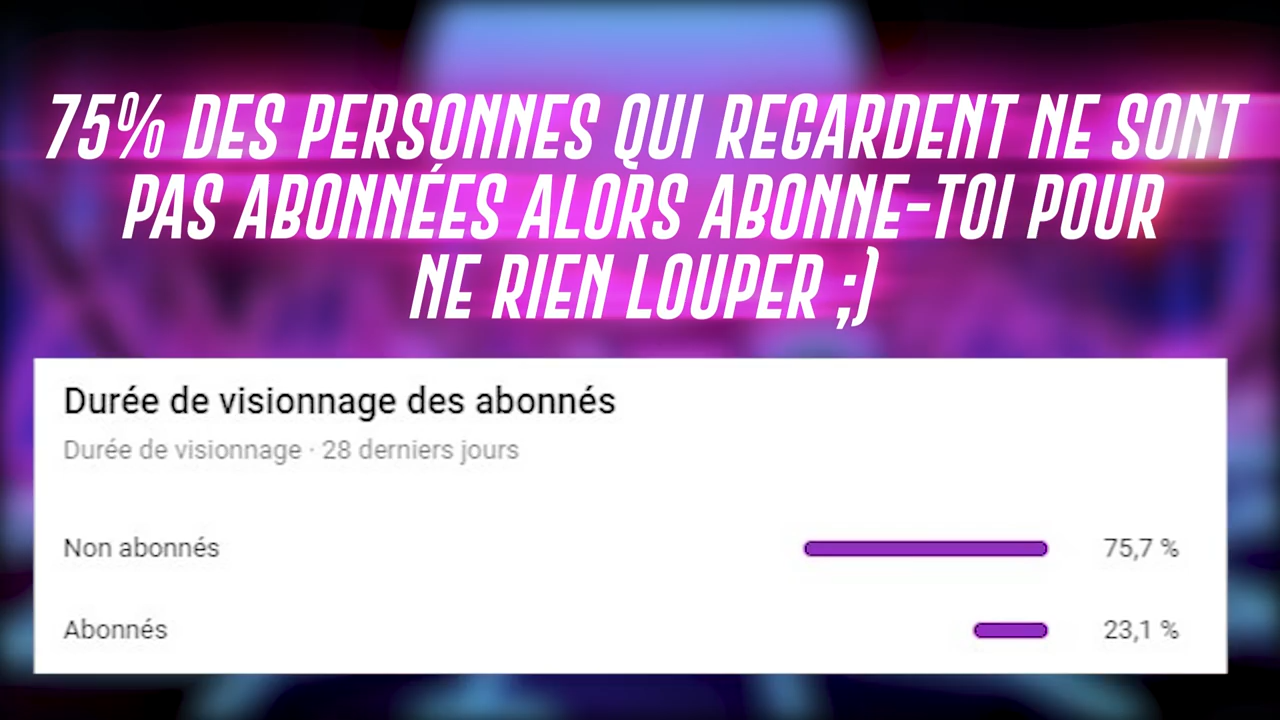 75% DES PERSONNES QUI REGARDENT NE SONT
PAS ABONNÉES ALORS ABONNE-TOI POUR
NE RIEN LOUPER ;)
Durée de visionnage des abonnés
Durée de visionnage · 28 derniers jours
Non abonnés 75,7 %
Abonnés 23,1 %